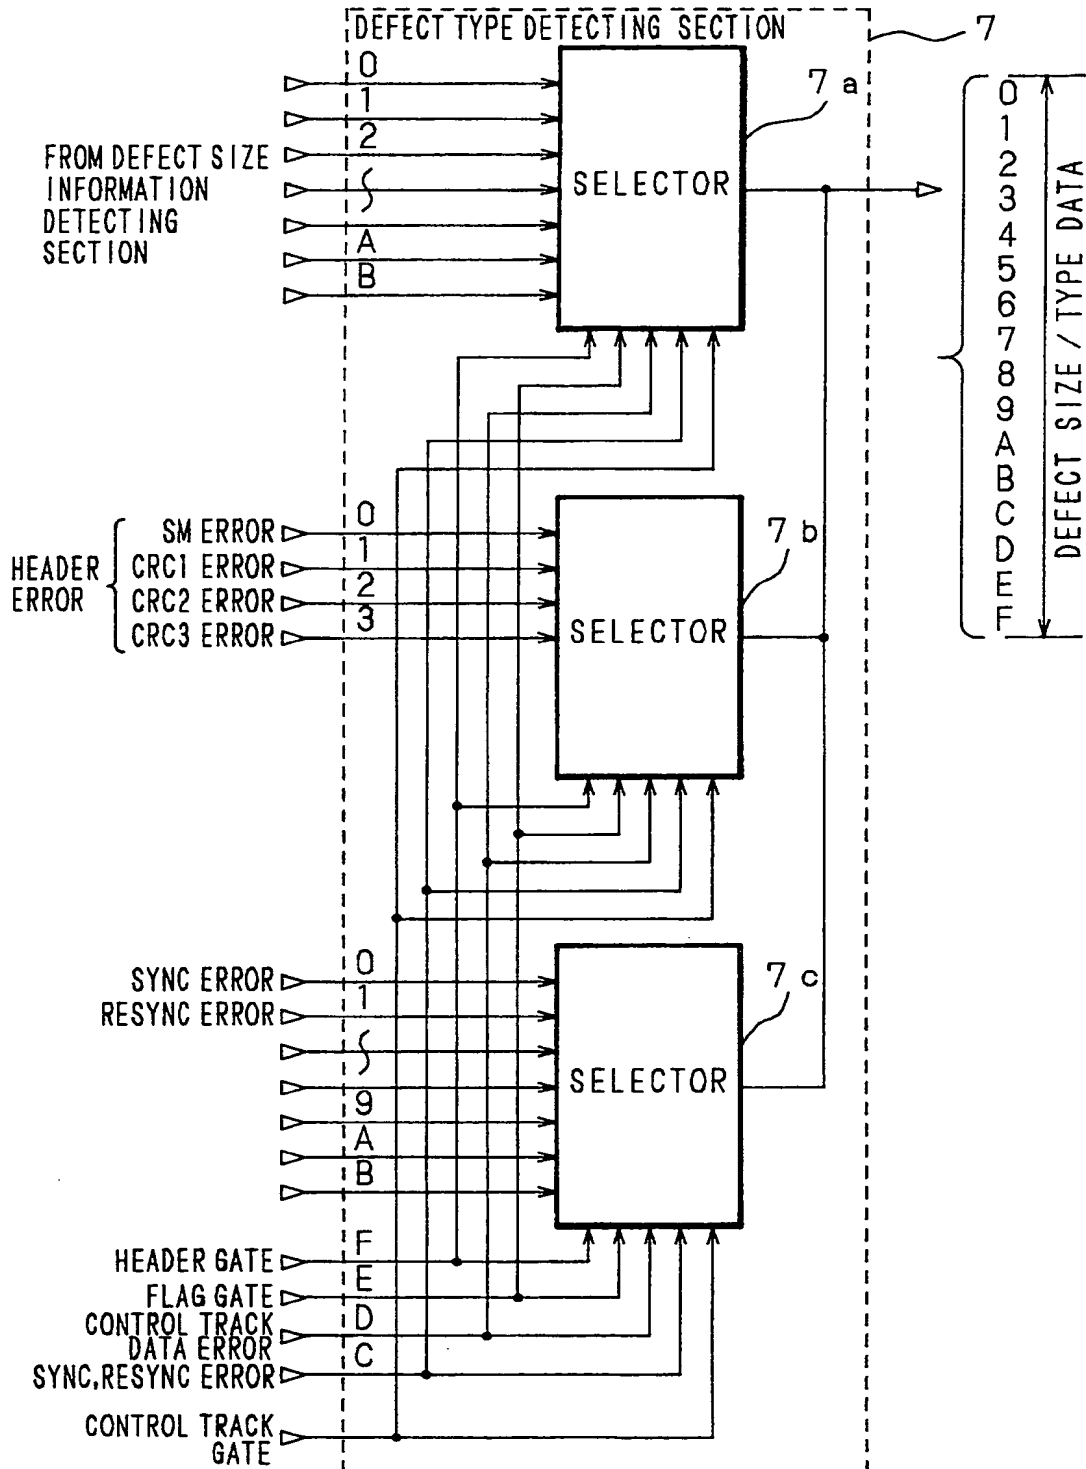 DEFECT TYPE DETECTING SECTION
7
0
1
2
A
B
FROM DEFECT SIZE
INFORMATION
DETECTING
SECTION
SELECTOR
7a
0
1
2
3
4
5
6
7
8
9
A
B
C
D
E
F
DEFECT SIZE / TYPE DATA
HEADER
ERROR
SM ERROR
CRC1 ERROR
CRC2 ERROR
CRC3 ERROR
0
1
2
3
SELECTOR
7b
SYNC ERROR
RESYNC ERROR
0
1
9
A
B
SELECTOR
7c
HEADER GATE
F
FLAG GATE
E
CONTROL TRACK
DATA ERROR
D
SYNC,RESYNC ERROR
C
CONTROL TRACK
GATE